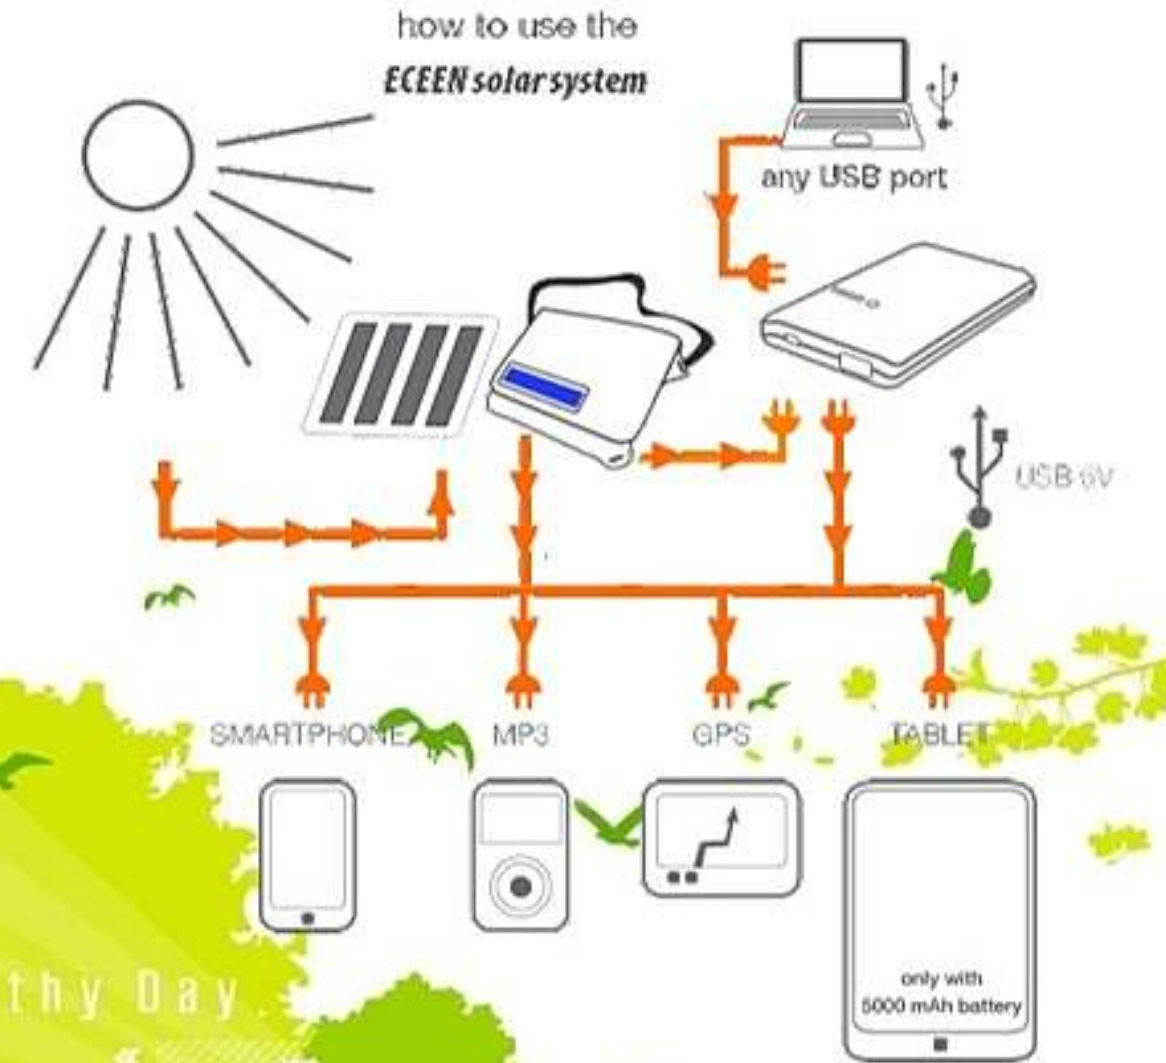 how to use the
ECEEN solar system
any USB port
USB 5V
SMARTPHONE
MP3
GPS
TABLET
only with
5000 mAh battery
thy Day